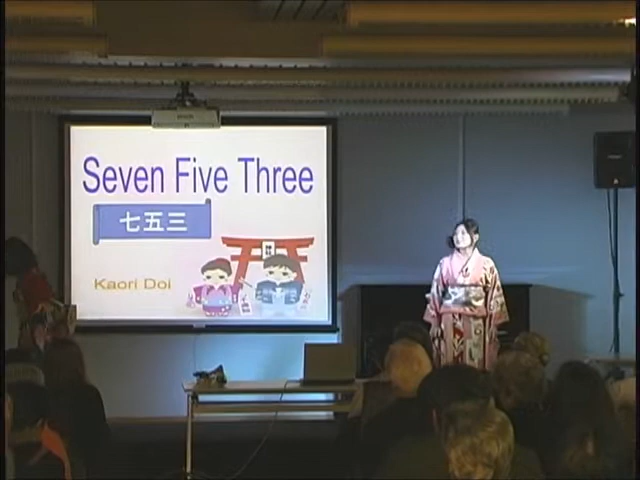 Seven Five Three
七五三
Kaori Doi